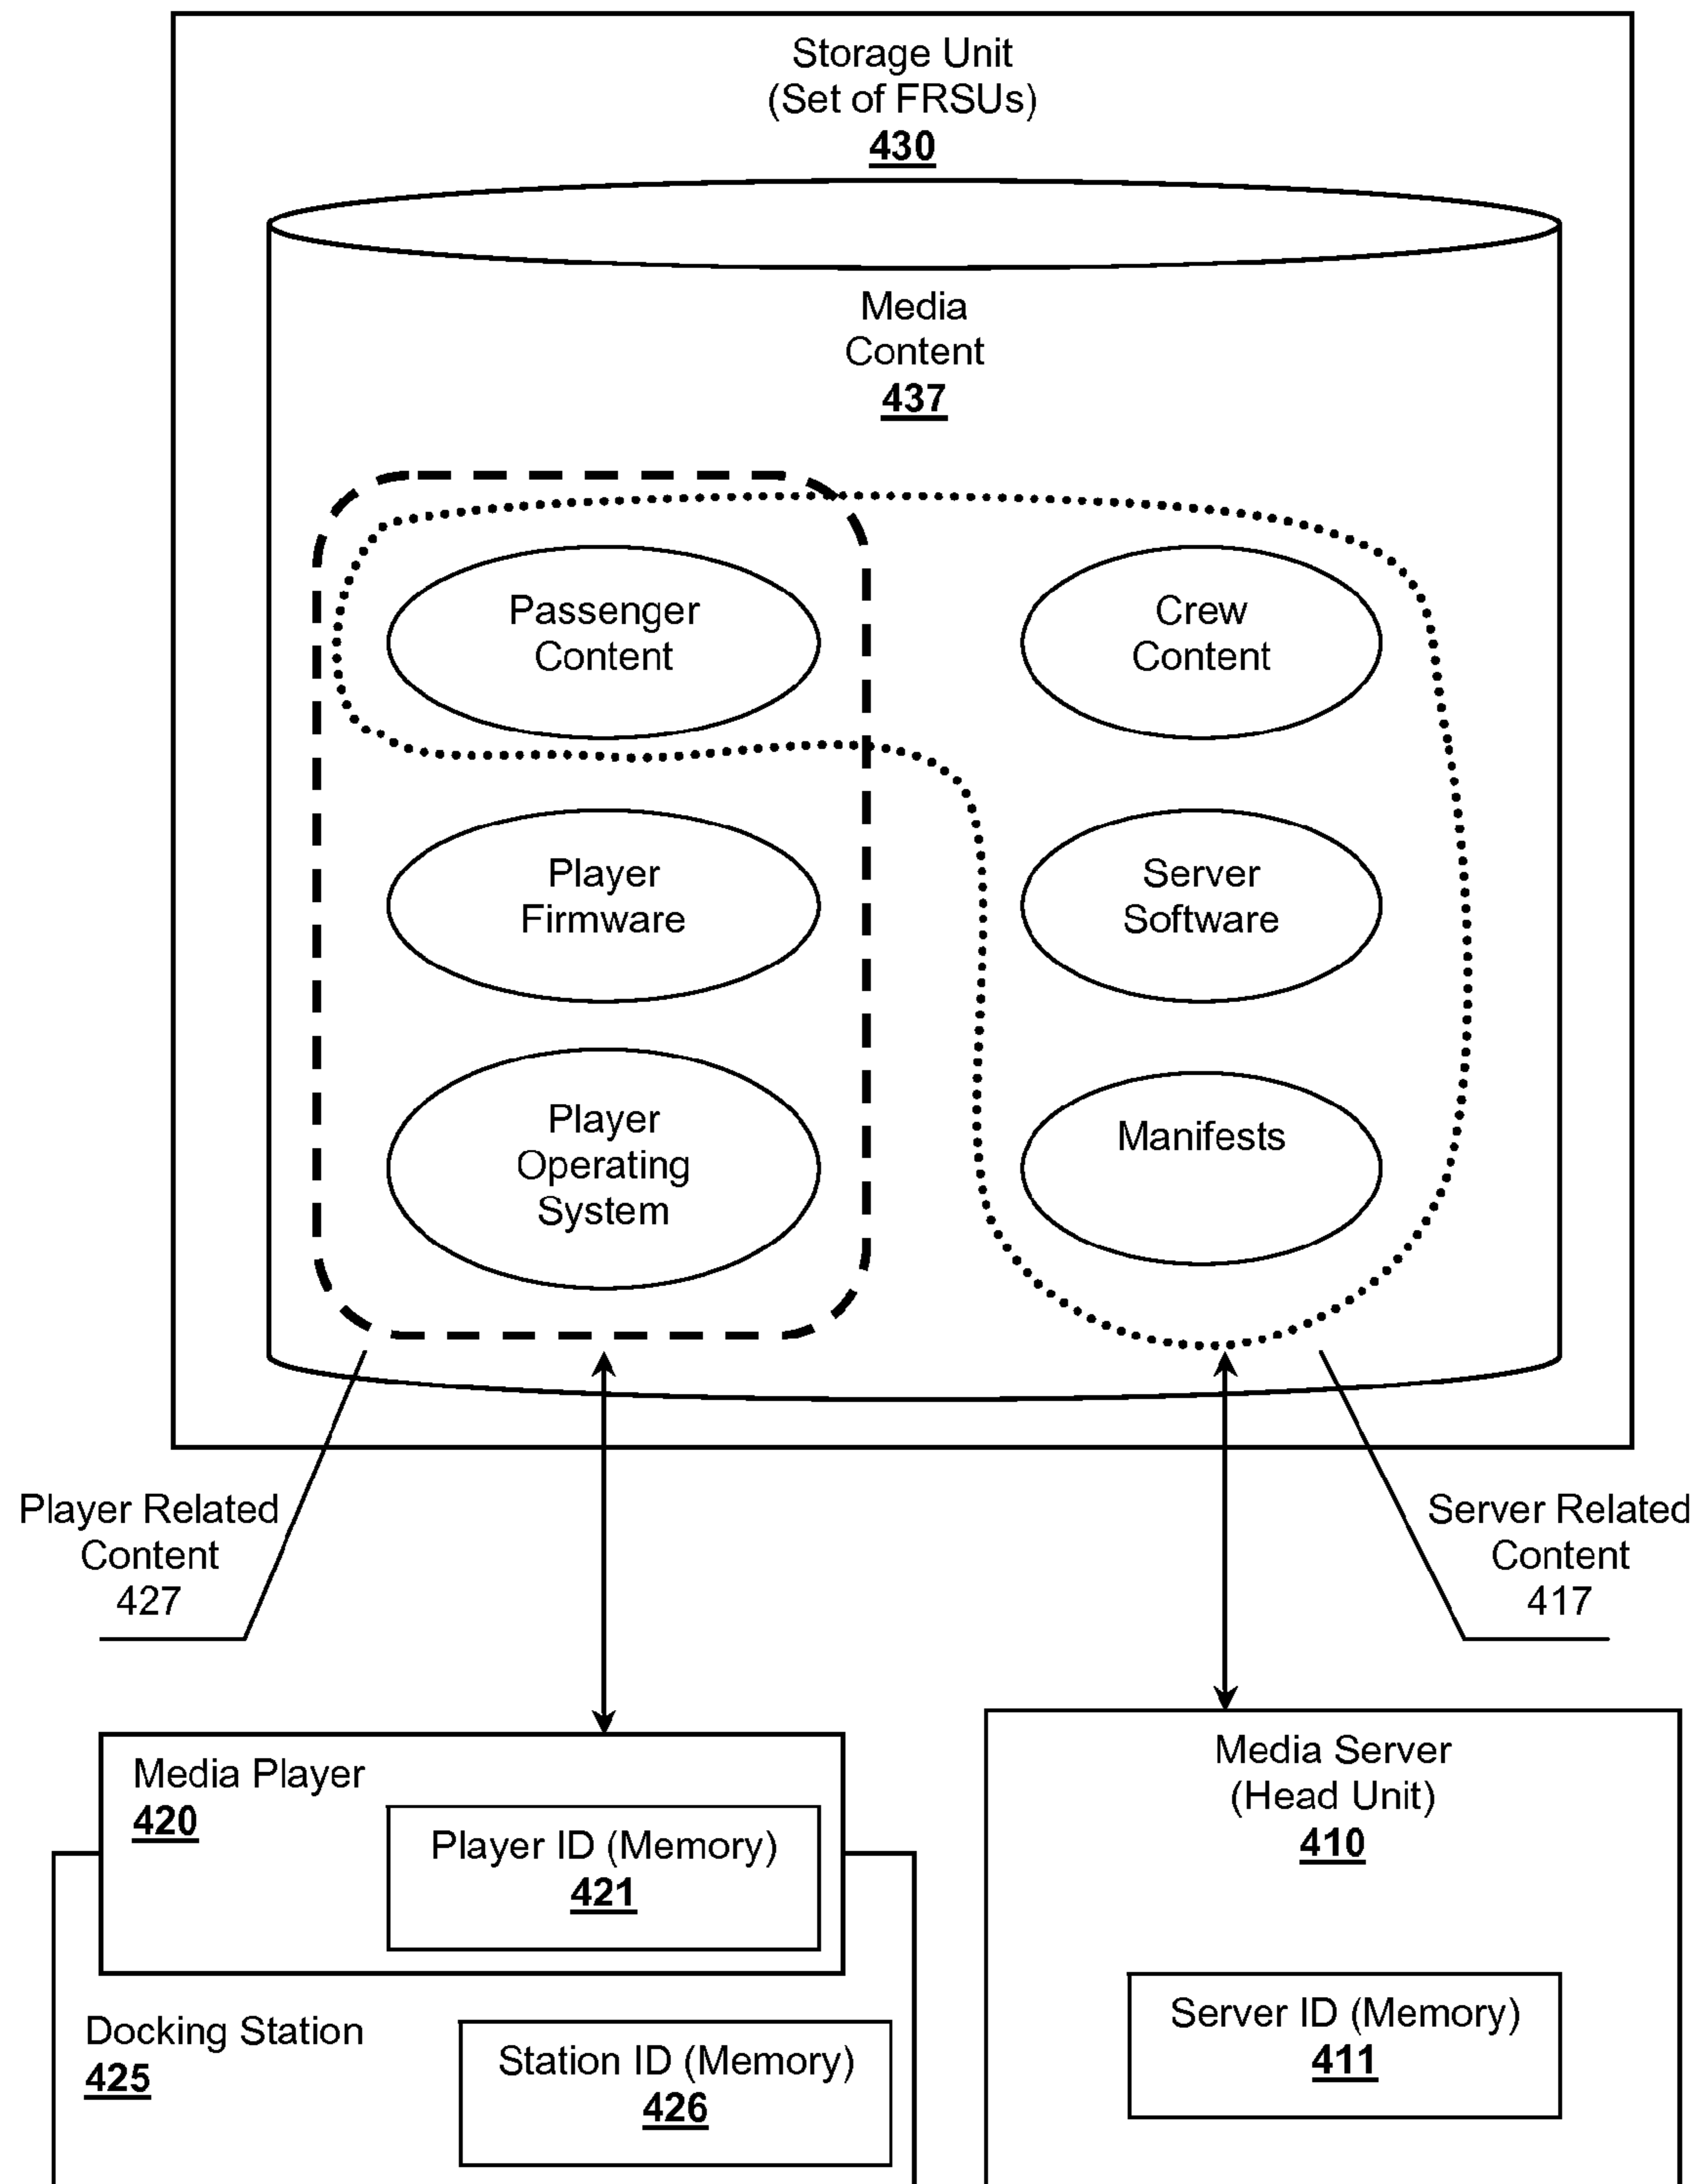 Storage Unit
(Set of FRSUs)
430
Media
Content
437
Passenger
Content
Crew
Content
Player
Firmware
Server
Software
Player
Operating
System
Manifests
Player Related
Content
427
Server Related
Content
417
Media Player
420
Player ID (Memory)
421
Media Server
(Head Unit)
410
Docking Station
425
Station ID (Memory)
426
Server ID (Memory)
411